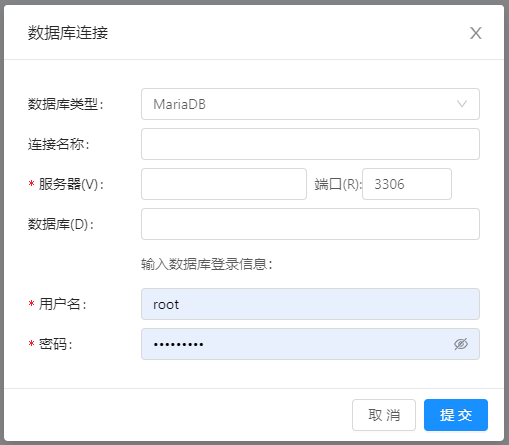 数据库连接
数据库类型：
MariaDB
连接名称：
* 服务器(V)：
端口(R):
3306
数据库(D)：
输入数据库登录信息：
* 用户名：
root
* 密码：
•••••••••
取 消
提 交